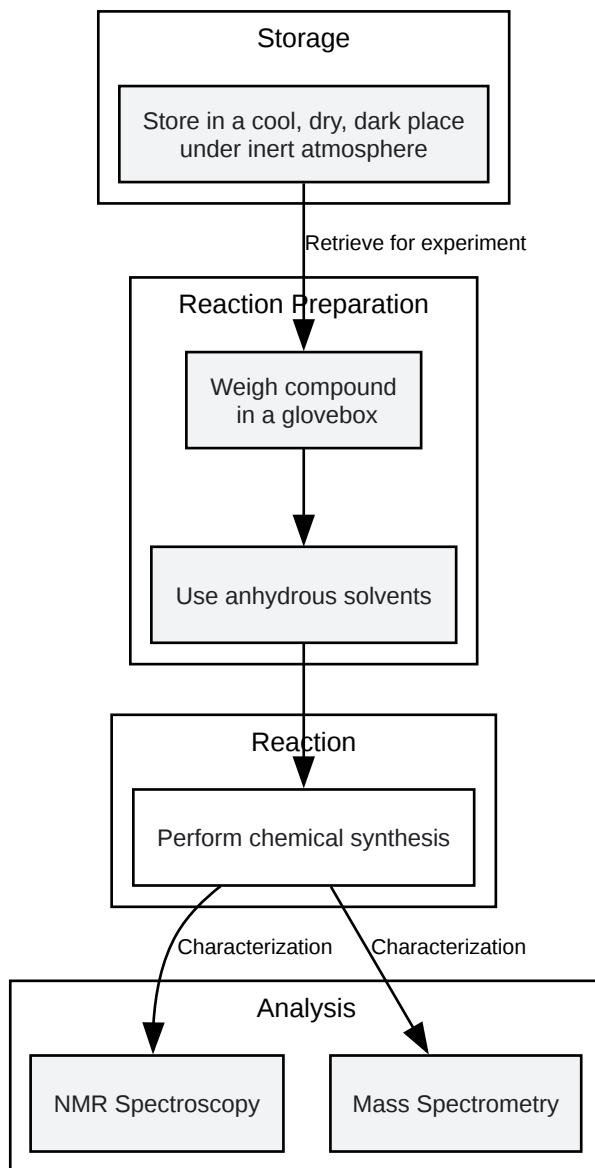 Storage
Store in a cool, dry, dark place
under inert atmosphere
Retrieve for experiment
Reaction Preparation
Weigh compound
in a glovebox
Use anhydrous solvents
Reaction
Perform chemical synthesis
Characterization
Characterization
Analysis
NMR Spectroscopy
Mass Spectrometry